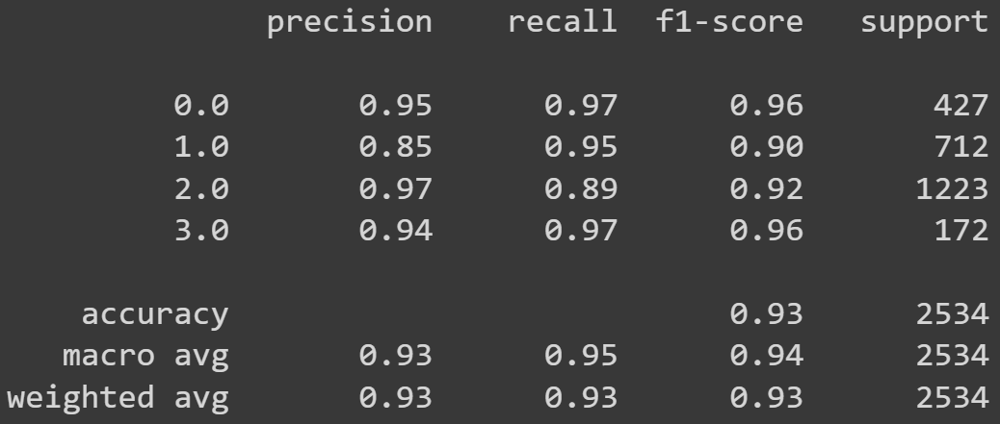 precision recall f1-score support
0.0 0.95 0.97 0.96 427
1.0 0.85 0.95 0.90 712
2.0 0.97 0.89 0.92 1223
3.0 0.94 0.97 0.96 172
accuracy 0.93 2534
macro avg 0.93 0.95 0.94 2534
weighted avg 0.93 0.93 0.93 2534